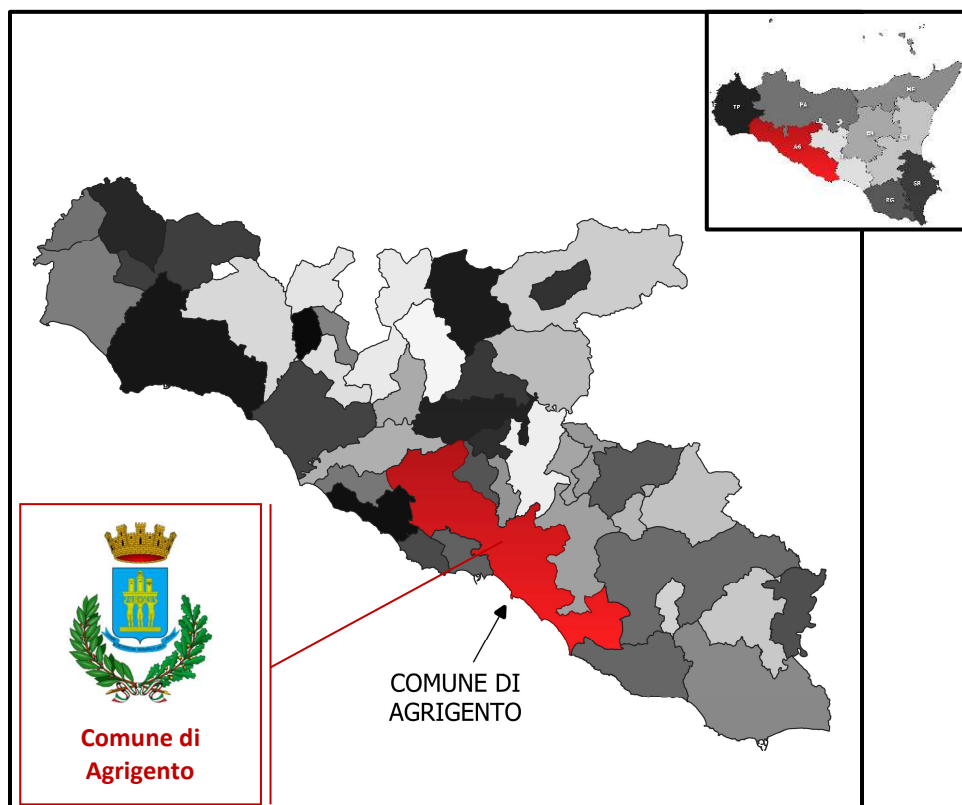 TP
PA
ME
EN
AG
SR
RG
COMUNE DI
AGRIGENTO
Comune di
Agrigento